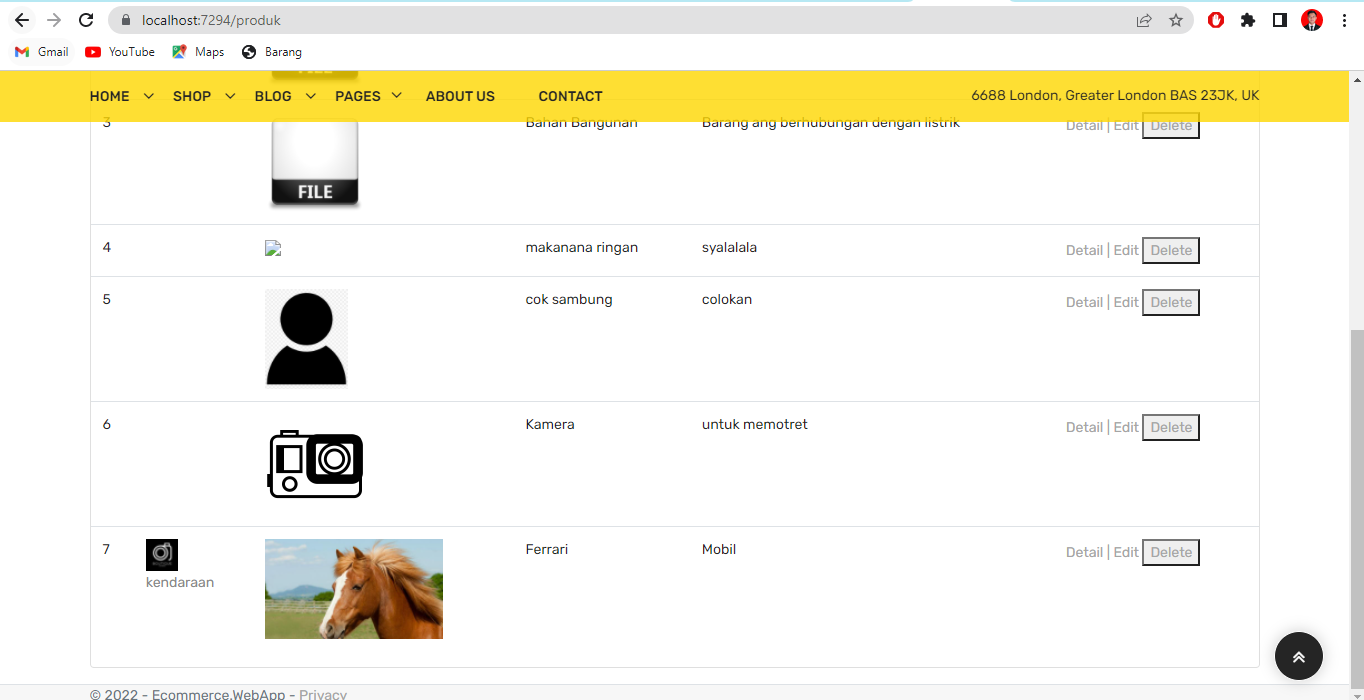 localhost:7294/produk
Gmail YouTube Maps Barang
FILE
HOME SHOP BLOG PAGES ABOUT US CONTACT 6688 London, Greater London BAS 23JK, UK
3 Bahan Bangunan Barang ang berhubungan dengan listrik Detail | Edit Delete
FILE
4 makanana ringan syalalala Detail | Edit Delete
5 cok sambung colokan Detail | Edit Delete
6 Kamera untuk memotret Detail | Edit Delete
7 Ferrari Mobil Detail | Edit Delete
kendaraan
© 2022 - Ecommerce.WebApp - Privacy